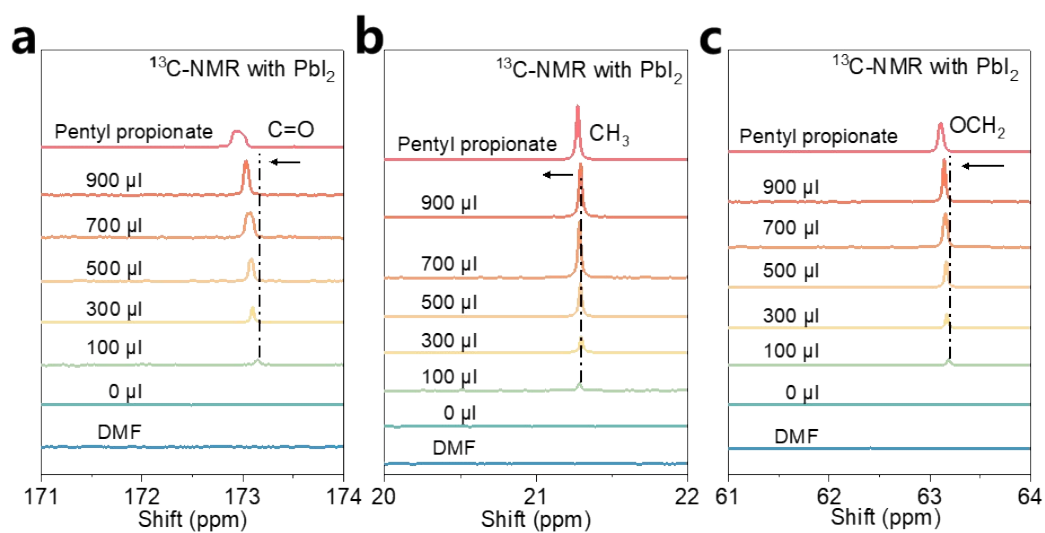 a
¹³C-NMR with PbI₂
Pentyl propionate
C=O
900 µl
700 µl
500 µl
300 µl
100 µl
0 µl
DMF
171
172
173
174
Shift (ppm)
b
¹³C-NMR with PbI₂
Pentyl propionate
CH₃
900 µl
700 µl
500 µl
300 µl
100 µl
0 µl
DMF
20
21
22
Shift (ppm)
c
¹³C-NMR with PbI₂
Pentyl propionate
OCH₂
900 µl
700 µl
500 µl
300 µl
100 µl
0 µl
DMF
61
62
63
64
Shift (ppm)